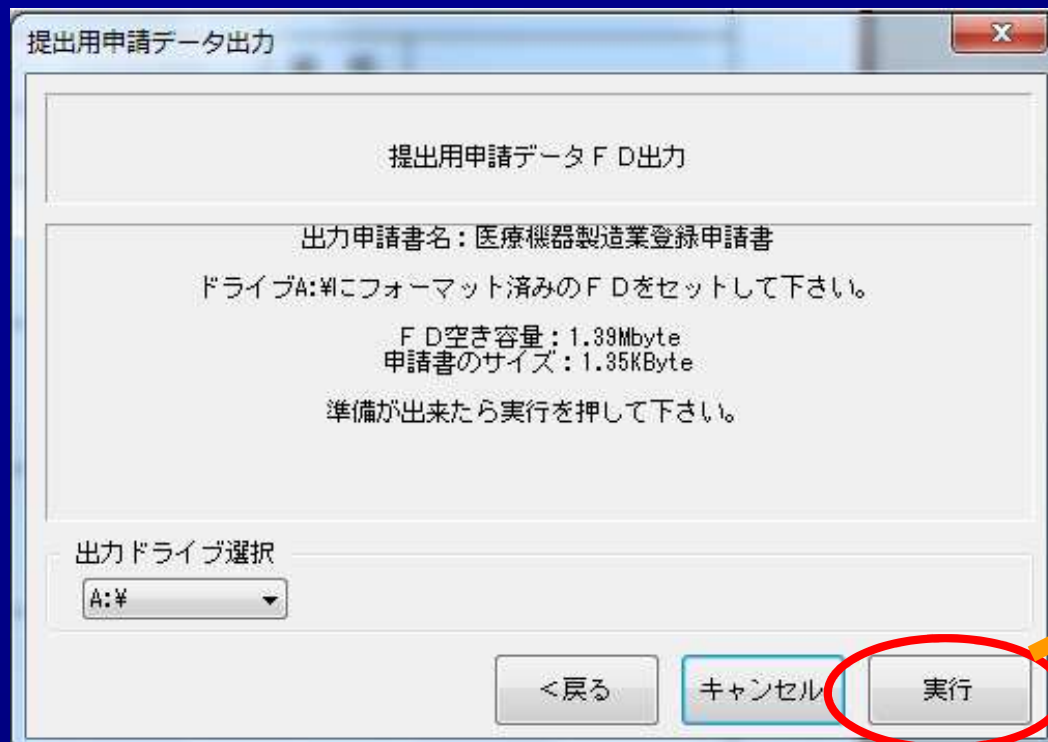 提出用申請データ出力
x
提出用申請データＦＤ出力
出力申請書名：医療機器製造業登録申請書
ドライブA:¥にフォーマット済みのＦＤをセットして下さい。
ＦＤ空き容量：1.39Mbyte
申請書のサイズ：1.35KByte
準備が出来たら実行を押して下さい。
出力ドライブ選択
A:¥
<戻る
キャンセル
実行